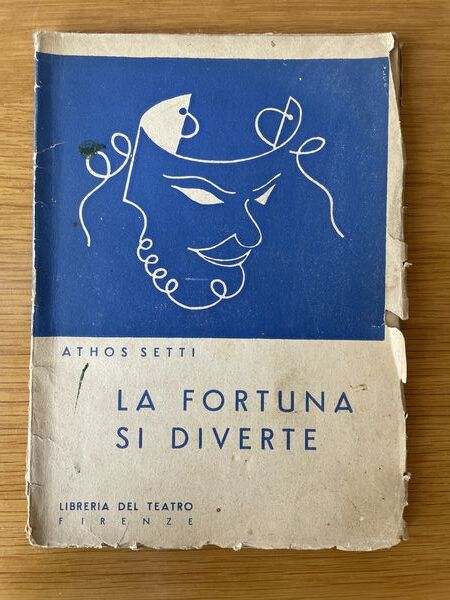 ATHOS SETTI
LA FORTUNA
SI DIVERTE
LIBRERIA DEL TEATRO
FIRENZE